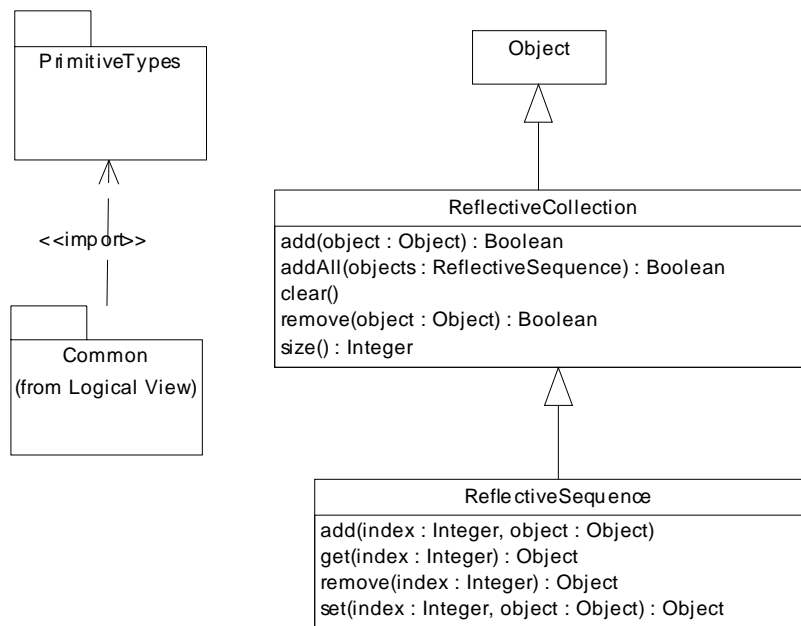 PrimitiveTypes
<<import>>
Common
(from Logical View)
Object
ReflectiveCollection
add(object : Object) : Boolean
addAll(objects : ReflectiveSequence) : Boolean
clear()
remove(object : Object) : Boolean
size() : Integer
ReflectiveSequence
add(index : Integer, object : Object)
get(index : Integer) : Object
remove(index : Integer) : Object
set(index : Integer, object : Object) : Object